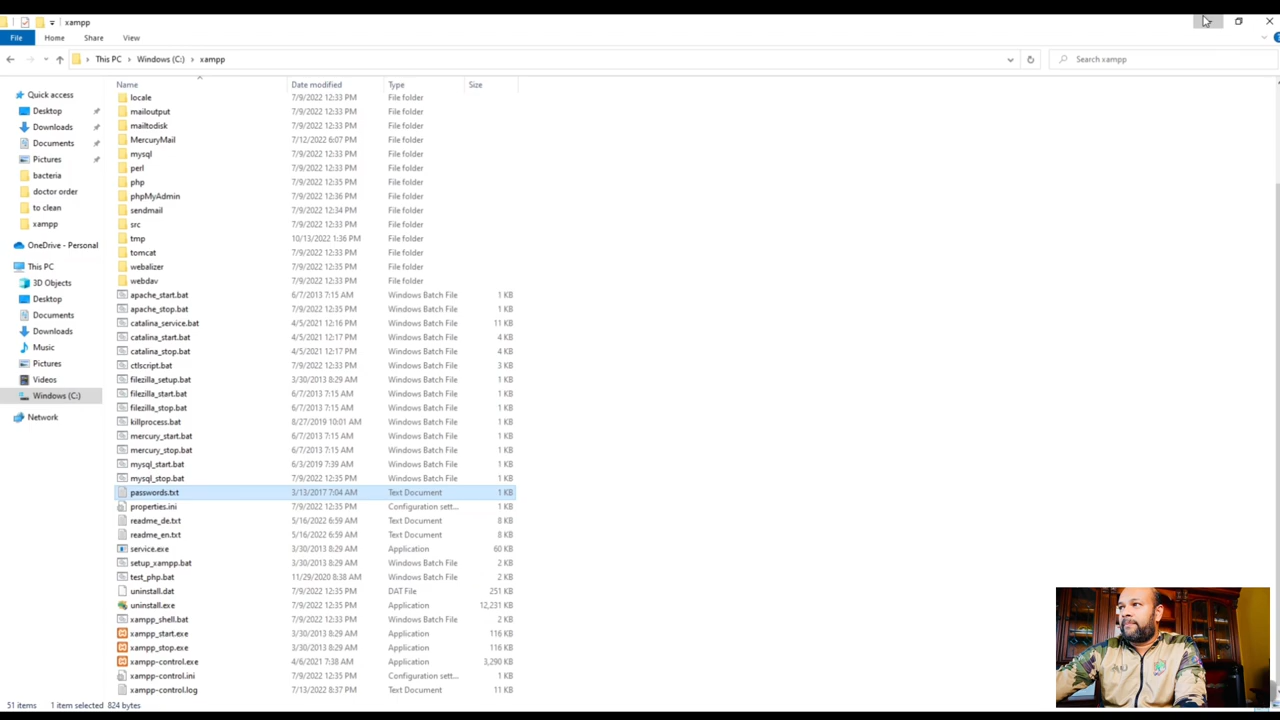 xampp
File Home Share View
This PC Windows (C:) xampp
Search xampp
Name Date modified Type Size
Quick access
Desktop
Downloads
Documents
Pictures
bacteria
doctor order
to clean
xampp
OneDrive - Personal
This PC
3D Objects
Desktop
Documents
Downloads
Music
Pictures
Videos
Windows (C:)
Network
locale 7/9/2022 12:33 PM File folder
mailoutput 7/9/2022 12:33 PM File folder
mailtodisk 7/9/2022 12:33 PM File folder
MercuryMail 7/12/2022 6:07 PM File folder
mysql 7/9/2022 12:33 PM File folder
perl 7/9/2022 12:33 PM File folder
php 7/9/2022 12:35 PM File folder
phpMyAdmin 7/9/2022 12:36 PM File folder
sendmail 7/9/2022 12:34 PM File folder
src 7/9/2022 12:33 PM File folder
tmp 10/13/2022 1:36 PM File folder
tomcat 7/9/2022 12:33 PM File folder
webalizer 7/9/2022 12:35 PM File folder
webdav 7/9/2022 12:33 PM File folder
apache_start.bat 6/7/2013 7:15 AM Windows Batch File 1 KB
apache_stop.bat 7/9/2022 12:35 PM Windows Batch File 1 KB
catalina_service.bat 4/5/2021 12:16 PM Windows Batch File 11 KB
catalina_start.bat 4/5/2021 12:17 PM Windows Batch File 4 KB
catalina_stop.bat 4/5/2021 12:17 PM Windows Batch File 4 KB
ctlscript.bat 7/9/2022 12:33 PM Windows Batch File 3 KB
filezilla_setup.bat 3/30/2013 8:29 AM Windows Batch File 1 KB
filezilla_start.bat 6/7/2013 7:15 AM Windows Batch File 1 KB
filezilla_stop.bat 6/7/2013 7:15 AM Windows Batch File 1 KB
killprocess.bat 8/27/2019 10:01 AM Windows Batch File 1 KB
mercury_start.bat 6/7/2013 7:15 AM Windows Batch File 1 KB
mercury_stop.bat 6/7/2013 7:15 AM Windows Batch File 1 KB
mysql_start.bat 6/3/2019 7:39 AM Windows Batch File 1 KB
mysql_stop.bat 7/9/2022 12:35 PM Windows Batch File 1 KB
passwords.txt 3/13/2017 7:04 AM Text Document 1 KB
properties.ini 7/9/2022 12:35 PM Configuration sett... 1 KB
readme_de.txt 5/16/2022 6:59 AM Text Document 8 KB
readme_en.txt 5/16/2022 6:59 AM Text Document 8 KB
service.exe 3/30/2013 8:29 AM Application 60 KB
setup_xampp.bat 3/30/2013 8:29 AM Windows Batch File 2 KB
test_php.bat 11/29/2020 8:38 AM Windows Batch File 2 KB
uninstall.dat 7/9/2022 12:35 PM DAT File 251 KB
uninstall.exe 7/9/2022 12:35 PM Application 12,231 KB
xampp_shell.bat 7/9/2022 12:35 PM Windows Batch File 2 KB
xampp_start.exe 3/30/2013 8:29 AM Application 116 KB
xampp_stop.exe 3/30/2013 8:29 AM Application 116 KB
xampp-control.exe 4/6/2021 7:38 AM Application 3,290 KB
xampp-control.ini 7/9/2022 12:35 PM Configuration sett... 1 KB
xampp-control.log 7/13/2022 8:37 PM Text Document 11 KB
51 items 1 item selected 824 bytes